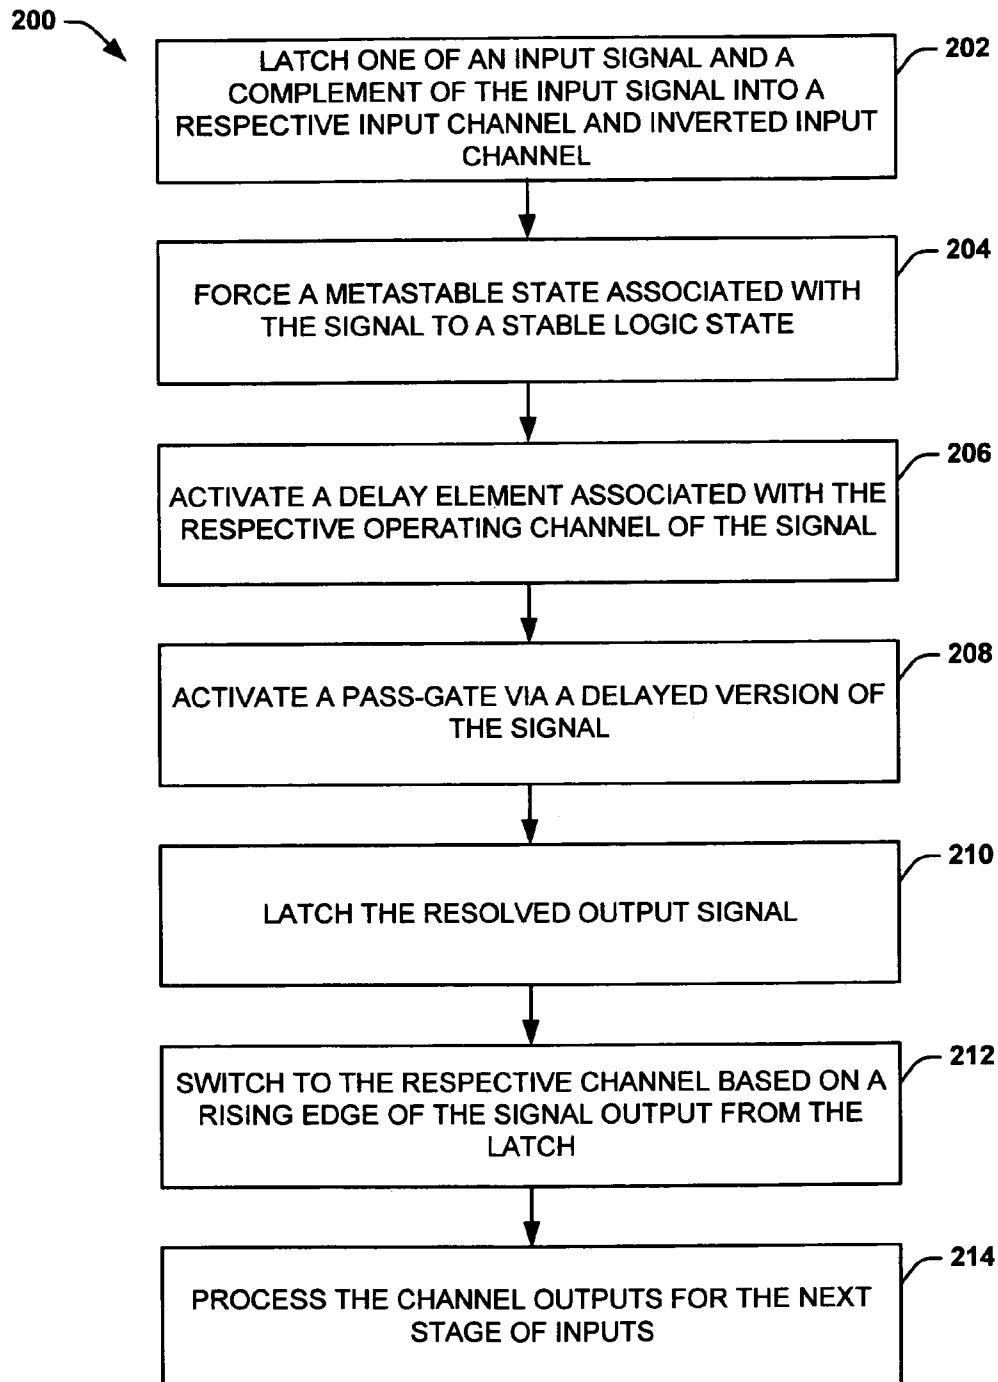 200
202
LATCH ONE OF AN INPUT SIGNAL AND A
COMPLEMENT OF THE INPUT SIGNAL INTO A
RESPECTIVE INPUT CHANNEL AND INVERTED INPUT
CHANNEL
204
FORCE A METASTABLE STATE ASSOCIATED WITH
THE SIGNAL TO A STABLE LOGIC STATE
206
ACTIVATE A DELAY ELEMENT ASSOCIATED WITH THE
RESPECTIVE OPERATING CHANNEL OF THE SIGNAL
208
ACTIVATE A PASS-GATE VIA A DELAYED VERSION OF
THE SIGNAL
210
LATCH THE RESOLVED OUTPUT SIGNAL
212
SWITCH TO THE RESPECTIVE CHANNEL BASED ON A
RISING EDGE OF THE SIGNAL OUTPUT FROM THE
LATCH
214
PROCESS THE CHANNEL OUTPUTS FOR THE NEXT
STAGE OF INPUTS